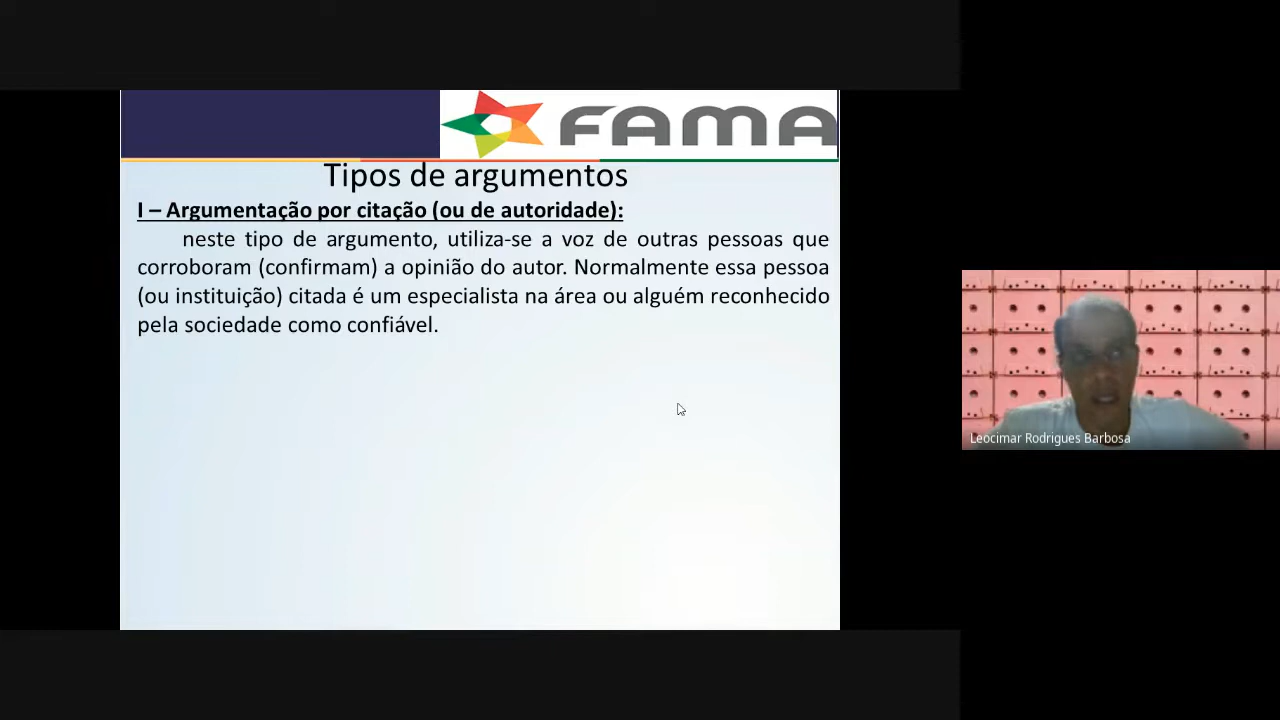 FAMA
Tipos de argumentos
I – Argumentação por citação (ou de autoridade):
neste tipo de argumento, utiliza-se a voz de outras pessoas que
corroboram (confirmam) a opinião do autor. Normalmente essa pessoa
(ou instituição) citada é um especialista na área ou alguém reconhecido
pela sociedade como confiável.
Leocimar Rodrigues Barbosa